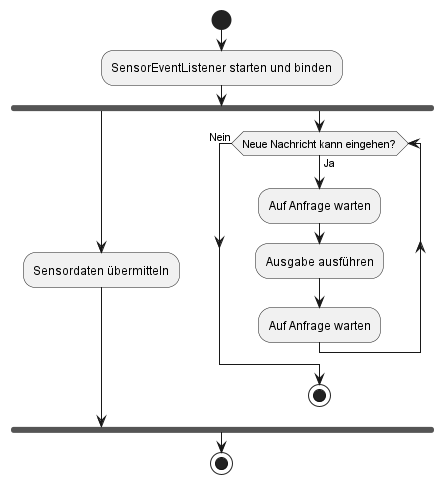 SensorEventListener starten und binden
Nein
Neue Nachricht kann eingehen?
Ja
Auf Anfrage warten
Ausgabe ausführen
Sensordaten übermitteln
Auf Anfrage warten